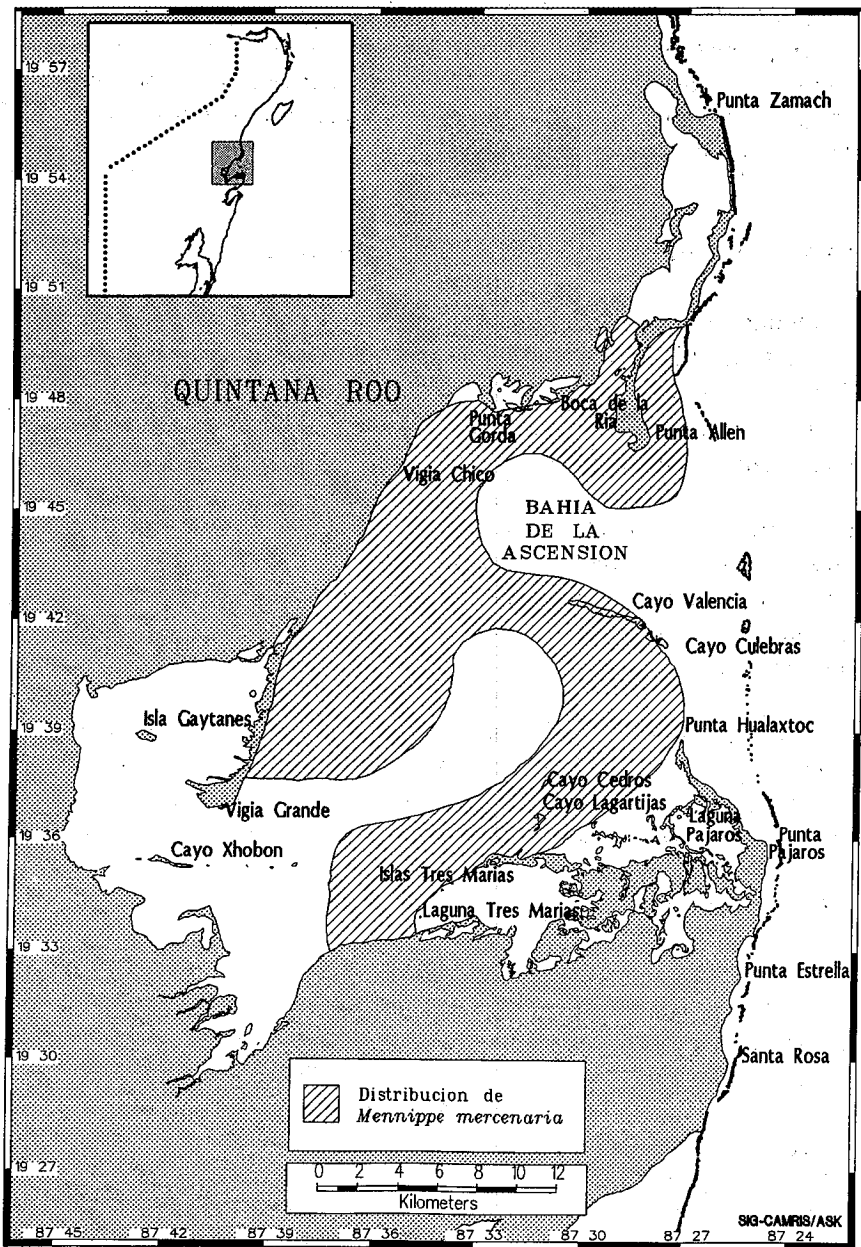 19 57
Punta Zamach
19 54
19 51
QUINTANA ROO
19 48
Boca de la
Ria
Punta
Gorda
Punta Allen
Vigia Chico
19 45
BAHIA
DE LA
ASCENSION
Cayo Valencia
19 42
Cayo Culebras
Isla Gaytanes
19 39
Punta Hualaxtoc
Cayo Cedros
Cayo Lagartijas
Vigia Grande
Laguna
Pajaros
19 36
Punta
Pajaros
Cayo Xhobon
Islas Tres Marias
Laguna Tres Marias
19 33
Punta Estrella
19 30
Santa Rosa
Distribucion de
Mennippe mercenaria
19 27
0 2 4 6 8 10 12
Kilometers
SIG-CAMRIS/ASK
87 45 87 42 87 39 87 36 87 33 87 30 87 27 87 24